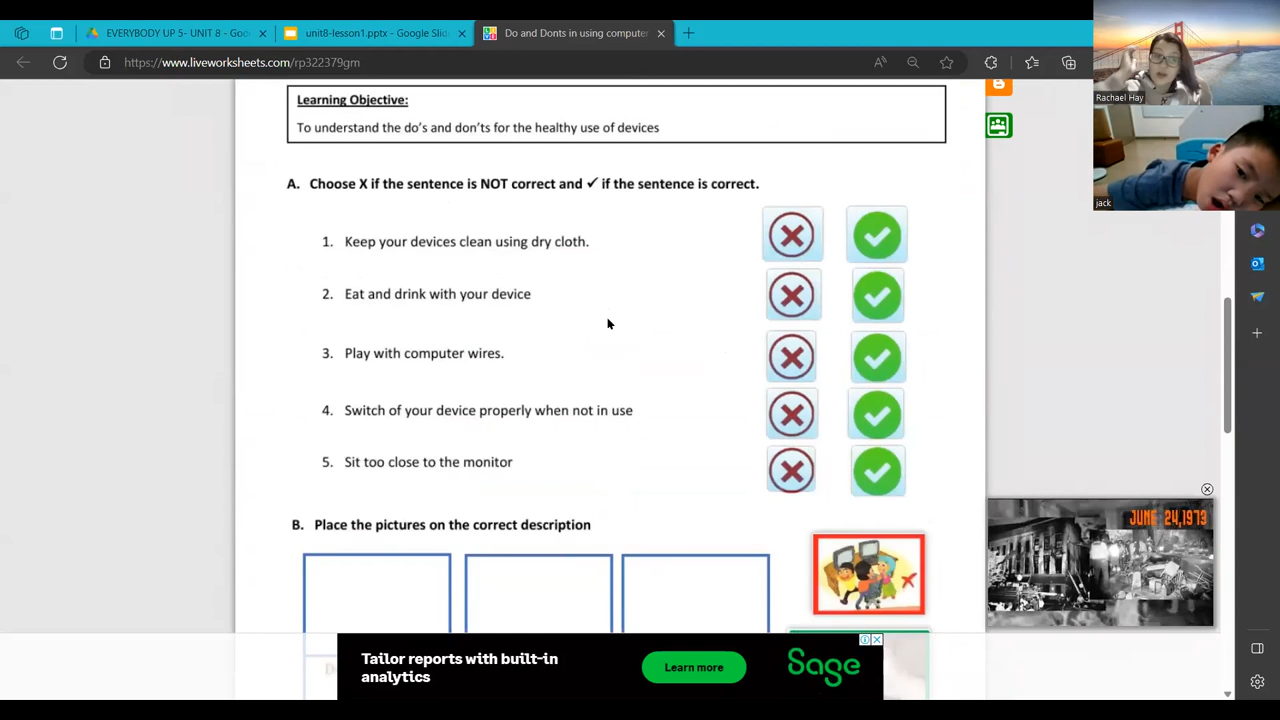 EVERYBODY UP 5- UNIT 8 - Goo
unit8-lesson1.pptx - Google Slid
Do and Donts in using computer
https://www.liveworksheets.com/rp322379gm
Rachael Hay
jack
Learning Objective:
To understand the do's and don'ts for the healthy use of devices
A. Choose X if the sentence is NOT correct and ✓ if the sentence is correct.
1. Keep your devices clean using dry cloth.
2. Eat and drink with your device
3. Play with computer wires.
4. Switch of your device properly when not in use
5. Sit too close to the monitor
B. Place the pictures on the correct description
JUNE 24,1973
Tailor reports with built-in
analytics
Learn more
Sage